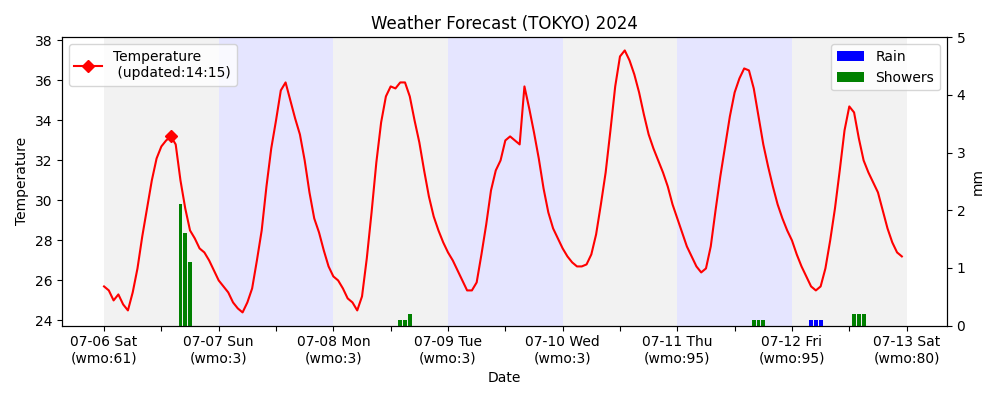 Weather Forecast (TOKYO) 2024
Temperature
(updated:14:15)
Rain
Showers
38
36
34
32
30
28
26
24
Temperature
5
4
3
2
1
0
mm
07-06 Sat
(wmo:61)
07-07 Sun
(wmo:3)
07-08 Mon
(wmo:3)
07-09 Tue
(wmo:3)
07-10 Wed
(wmo:3)
07-11 Thu
(wmo:95)
07-12 Fri
(wmo:95)
07-13 Sat
(wmo:80)
Date